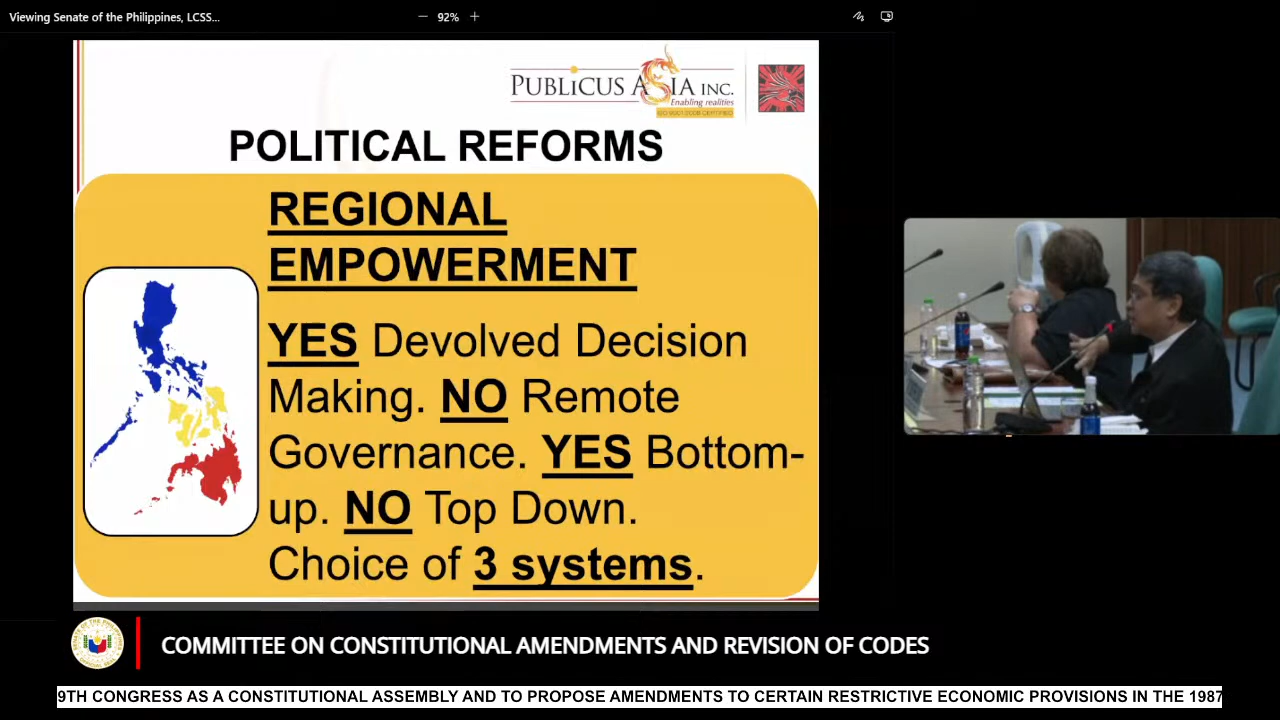 Viewing Senate of the Philippines, LCSS...
92%
PUBLICUS ASIA INC.
Enabling realities
POLITICAL REFORMS
REGIONAL
EMPOWERMENT
YES Devolved Decision
Making. NO Remote
Governance. YES Bottom-
up. NO Top Down.
Choice of 3 systems.
COMMITTEE ON CONSTITUTIONAL AMENDMENTS AND REVISION OF CODES
9TH CONGRESS AS A CONSTITUTIONAL ASSEMBLY AND TO PROPOSE AMENDMENTS TO CERTAIN RESTRICTIVE ECONOMIC PROVISIONS IN THE 1987